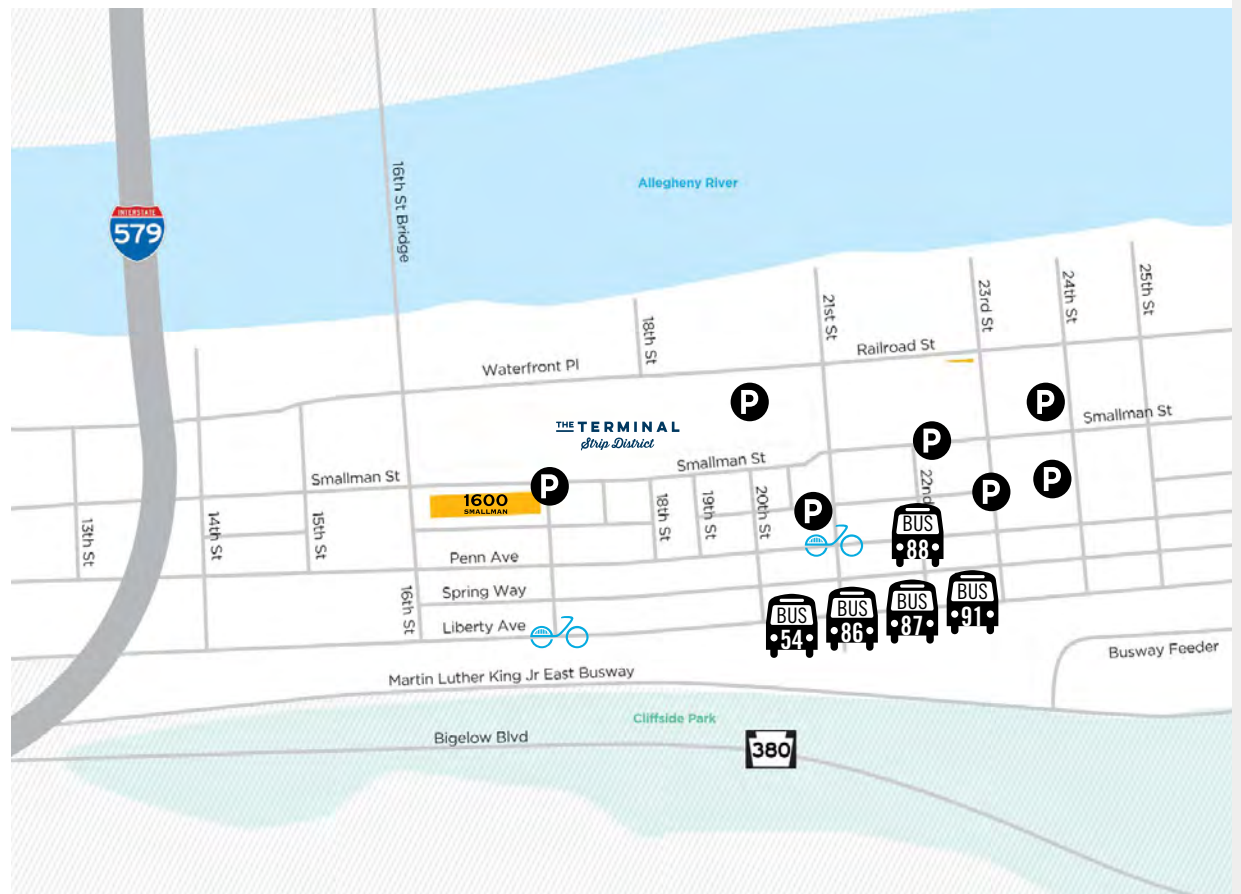 Allegheny River
16th St Bridge
INTERSTATE
579
18th St
21st St
23rd St
24th St
25th St
Railroad St
Waterfront Pl
P
P
Smallman St
THE TERMINAL
Strip District
P
Smallman St
Smallman St
P
1600
SMALLMAN
P
P
P
22nd
13th St
14th St
15th St
18th St
19th St
20th St
BUS
88
Penn Ave
Spring Way
16th St
Liberty Ave
BUS
54
BUS
86
BUS
87
BUS
91
Busway Feeder
Martin Luther King Jr East Busway
Cliffside Park
Bigelow Blvd
380